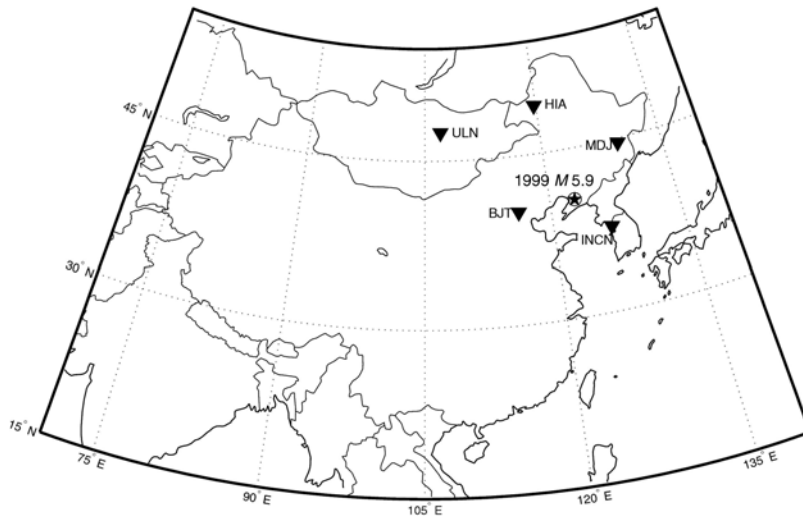 45° N
HIA
ULN
MDJ
1999 M 5.9
BJT
INCN
30° N
15° N
75° E
90° E
105° E
120° E
135° E